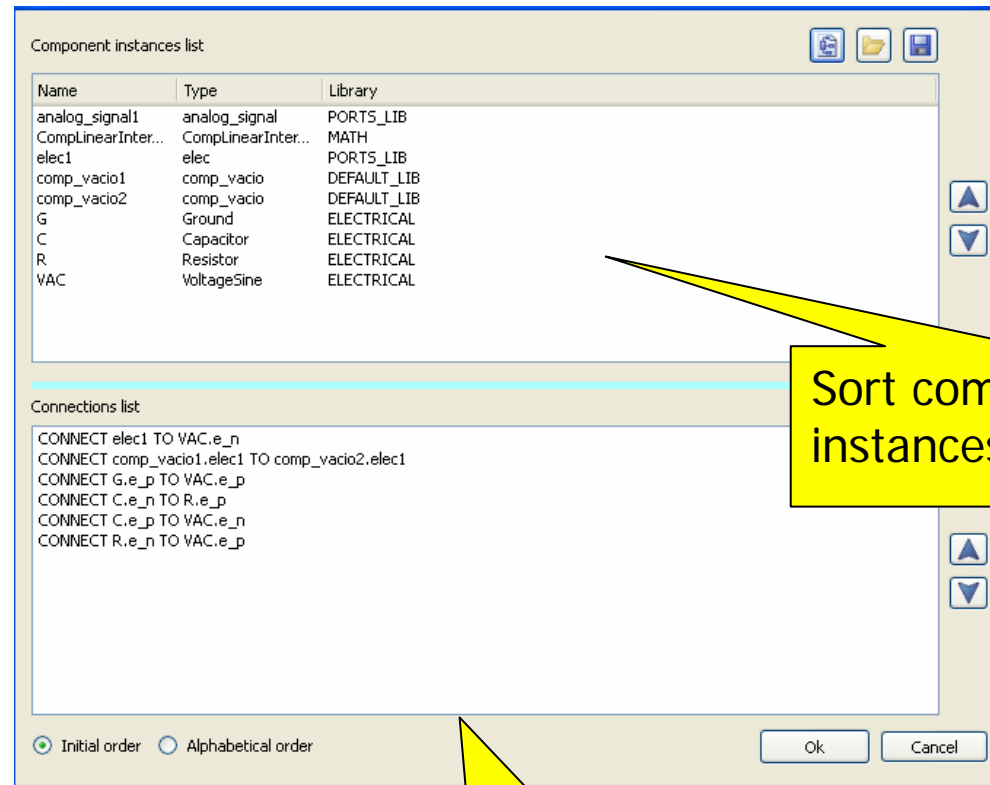 Component instances list
Name Type Library
analog_signal1 analog_signal PORTS_LIB
CompLinearInter... CompLinearInter... MATH
elec1 elec PORTS_LIB
comp_vacio1 comp_vacio DEFAULT_LIB
comp_vacio2 comp_vacio DEFAULT_LIB
G Ground ELECTRICAL
C Capacitor ELECTRICAL
R Resistor ELECTRICAL
VAC VoltageSine ELECTRICAL
Sort com
instances
Connections list
CONNECT elec1 TO VAC.e_n
CONNECT comp_vacio1.elec1 TO comp_vacio2.elec1
CONNECT G.e_p TO VAC.e_p
CONNECT C.e_n TO R.e_p
CONNECT C.e_p TO VAC.e_n
CONNECT R.e_n TO VAC.e_p
Initial order Alphabetical order Ok Cancel